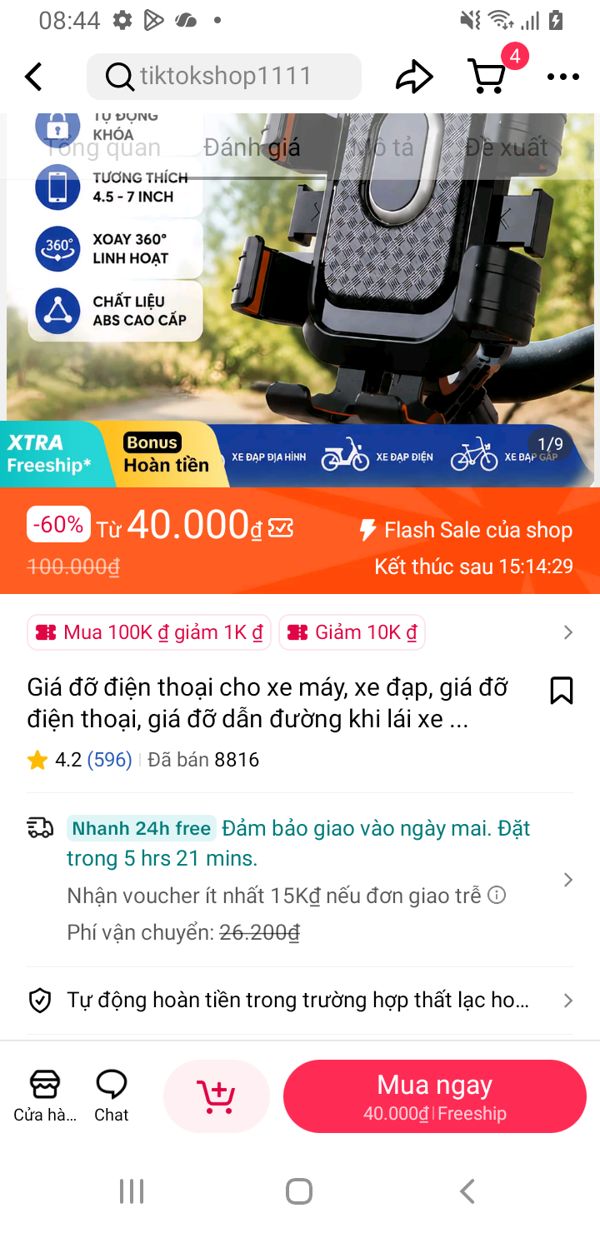 08:44
tiktokshop1111
4
TỰ ĐỘNG
KHÓA
Tổng quan Đánh giá Mô tả Đề xuất
TƯƠNG THÍCH
4.5 - 7 INCH
360°
XOAY 360°
LINH HOẠT
CHẤT LIỆU
ABS CAO CẤP
XTRA
Freeship*
Bonus
Hoàn tiền
XE ĐẠP ĐỊA HÌNH XE ĐẠP ĐIỆN XE ĐẠP GẤP
1/9
-60% Từ 40.000₫
Flash Sale của shop
100.000₫
Kết thúc sau 15:14:29
Mua 100K ₫ giảm 1K ₫ Giảm 10K ₫
Giá đỡ điện thoại cho xe máy, xe đạp, giá đỡ
điện thoại, giá đỡ dẫn đường khi lái xe ...
4.2 (596) Đã bán 8816
Nhanh 24h free Đảm bảo giao vào ngày mai. Đặt
trong 5 hrs 21 mins.
Nhận voucher ít nhất 15K₫ nếu đơn giao trễ
Phí vận chuyển: 26.200₫
Tự động hoàn tiền trong trường hợp thất lạc ho...
Cửa hà... Chat
Mua ngay
40.000₫ | Freeship